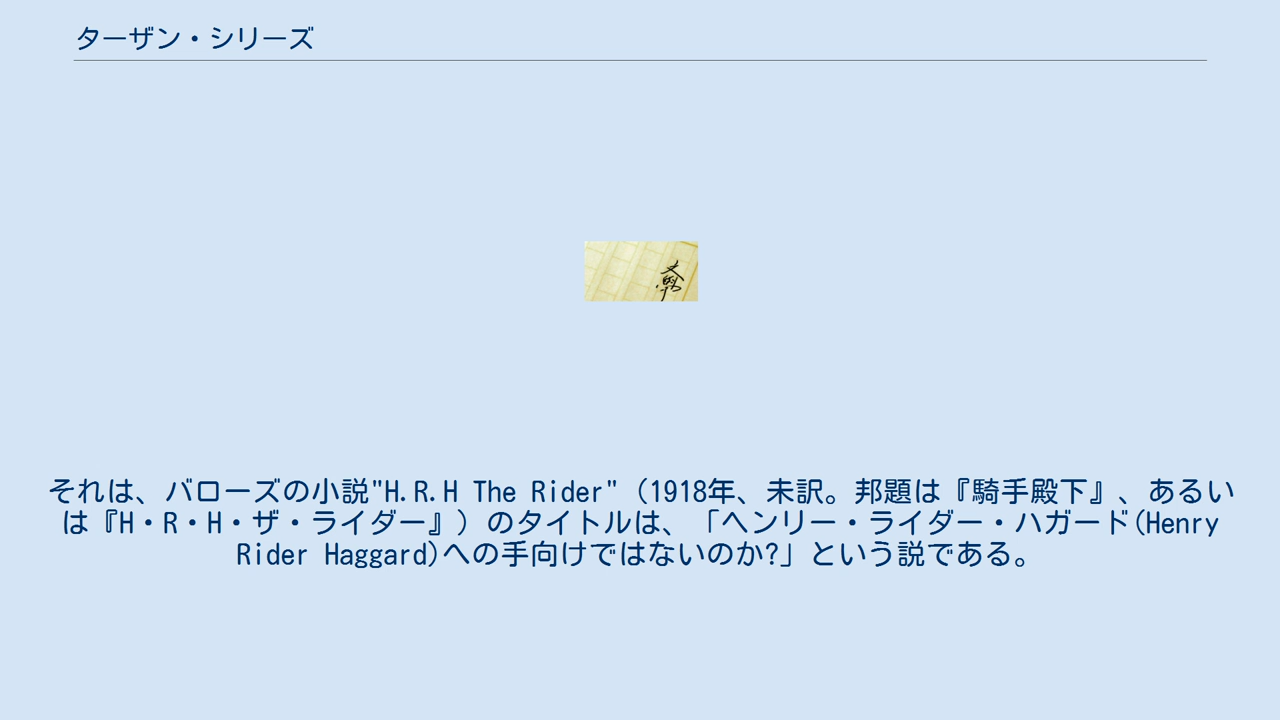 ターザン・シリーズ
それは、バローズの小説"H.R.H The Rider"（1918年、未訳。邦題は『騎手殿下』、あるい
は『H・R・H・ザ・ライダー』）のタイトルは、「ヘンリー・ライダー・ハガード(Henry
Rider Haggard)への手向けではないのか?」という説である。